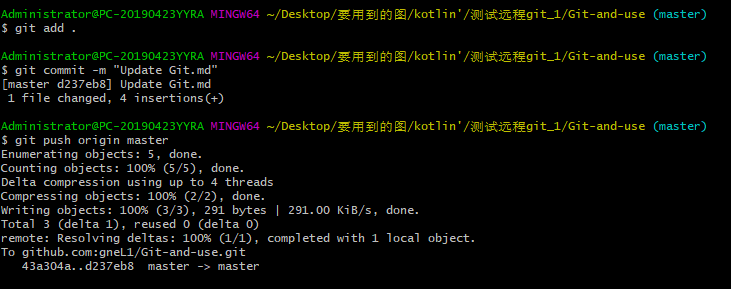 Administrator@PC-20190423YYRA MINGW64 ~/Desktop/要用到的图/kotlin'/测试远程git_1/Git-and-use (master)
$ git add .
Administrator@PC-20190423YYRA MINGW64 ~/Desktop/要用到的图/kotlin'/测试远程git_1/Git-and-use (master)
$ git commit -m "Update Git.md"
[master d237eb8] Update Git.md
 1 file changed, 4 insertions(+)
Administrator@PC-20190423YYRA MINGW64 ~/Desktop/要用到的图/kotlin'/测试远程git_1/Git-and-use (master)
$ git push origin master
Enumerating objects: 5, done.
Counting objects: 100% (5/5), done.
Delta compression using up to 4 threads
Compressing objects: 100% (2/2), done.
Writing objects: 100% (3/3), 291 bytes | 291.00 KiB/s, done.
Total 3 (delta 1), reused 0 (delta 0)
remote: Resolving deltas: 100% (1/1), completed with 1 local object.
To github.com:gneL1/Git-and-use.git
   43a304a..d237eb8  master -> master